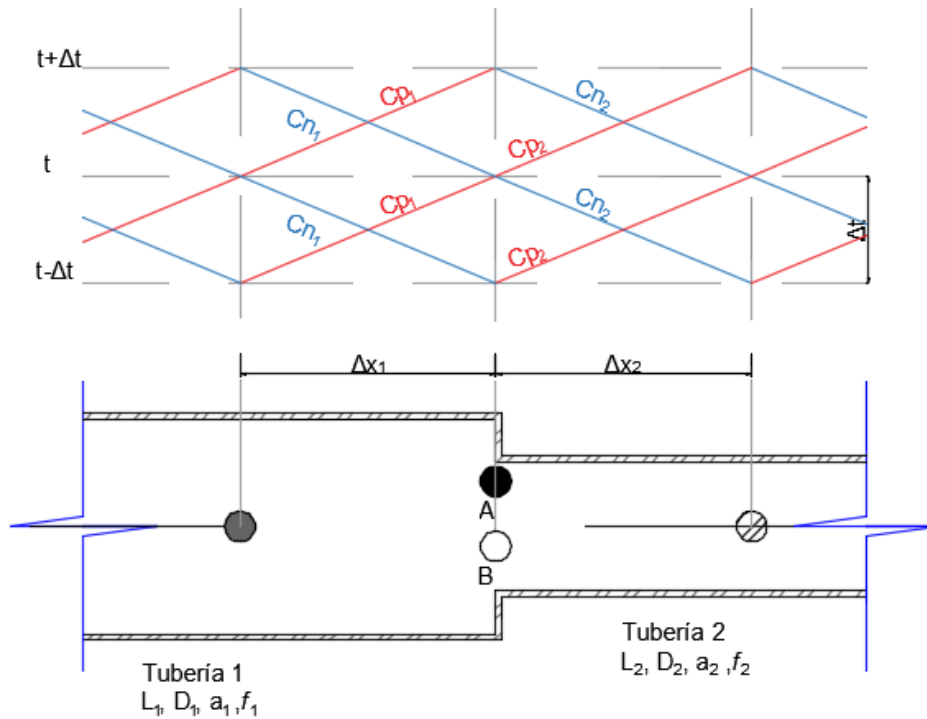 t+Δt
Cp₁
Cn₂
Cn₁
t
Cp₂
Cp₁
Cn₂
Cn₁
Cp₂
Δt
t-Δt
Δx₁
Δx₂
A
B
Tubería 1
L₁, D₁, a₁ ,f₁
Tubería 2
L₂, D₂, a₂ ,f₂